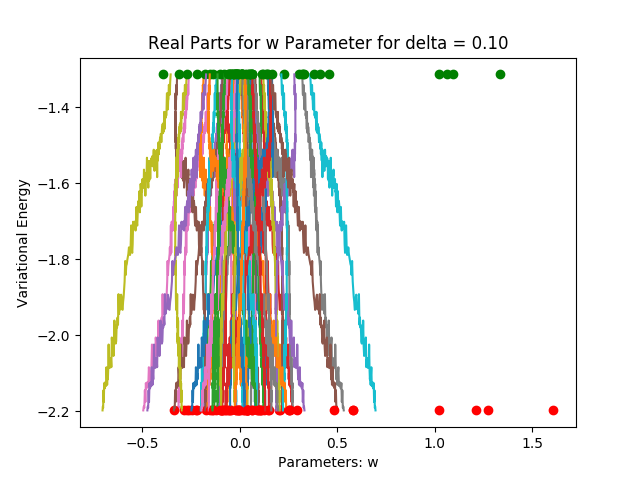 Real Parts for w Parameter for delta = 0.10
−1.4
−1.6
−1.8
−2.0
−2.2
Variational Energy
−0.5 0.0 0.5 1.0 1.5
Parameters: w